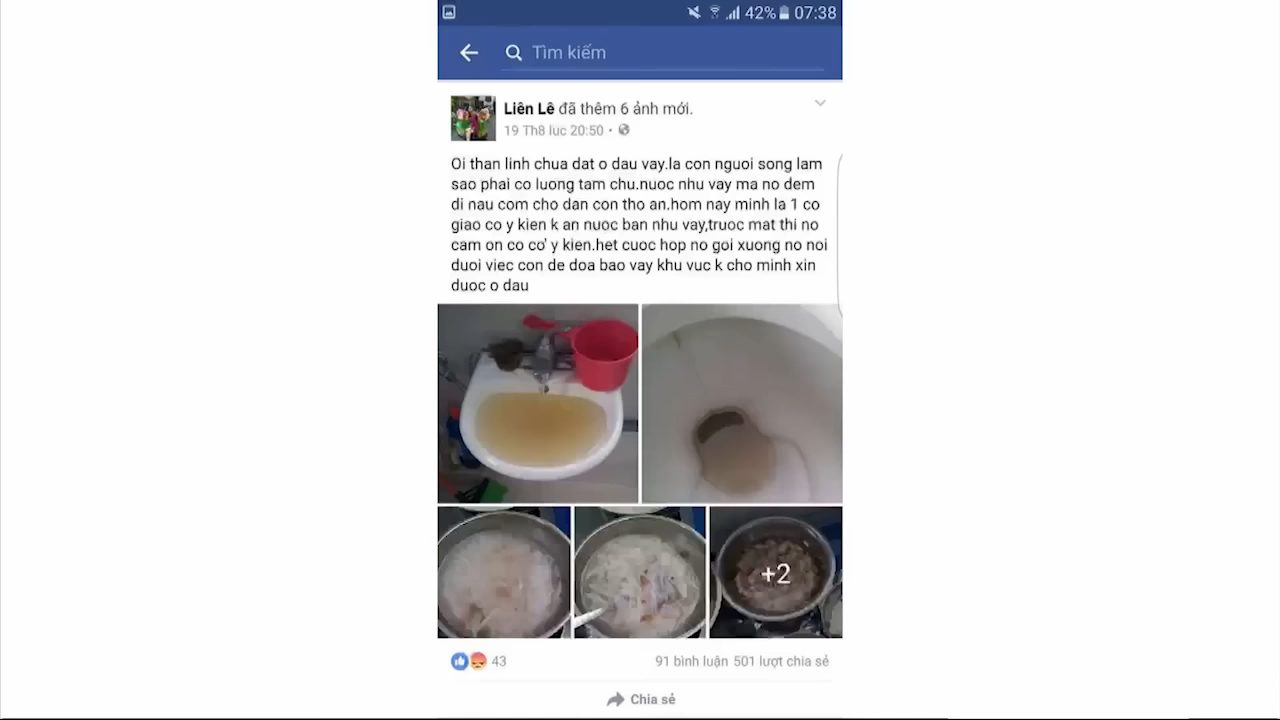 42% 07:38
Tìm kiếm
Liên Lê đã thêm 6 ảnh mới.
19 Th8 lúc 20:50 •
Oi than linh chua dat o dau vay.la con nguoi song lam
sao phai co luong tam chu.nuoc nhu vay ma no dem
di nau com cho dan con tho an.hom nay minh la 1 co
giao co y kien k an nuoc ban nhu vay,truoc mat thi no
cam on co co' y kien.het cuoc hop no goi xuong no noi
duoi viec con de doa bao vay khu vuc k cho minh xin
duoc o dau
+2
43
91 bình luận 501 lượt chia sẻ
Chia sẻ